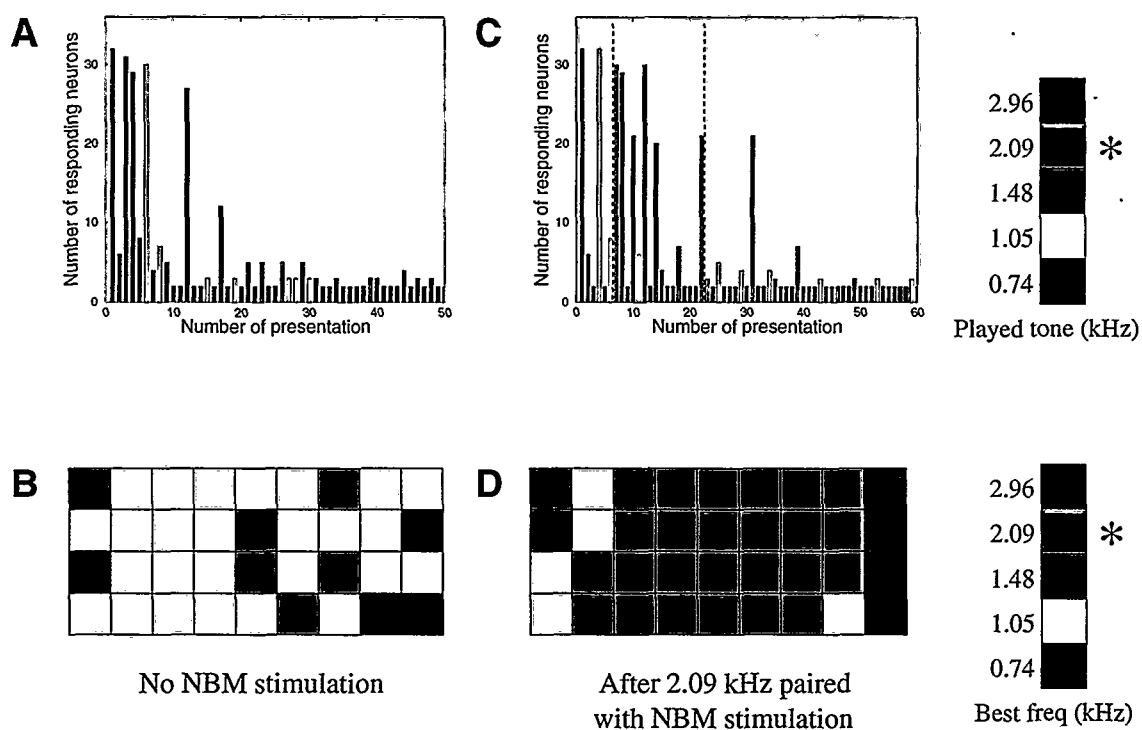 A
Number of responding neurons
30
20
10
0
0 10 20 30 40 50
Number of presentation
C
Number of responding neurons
30
20
10
0
0 10 20 30 40 50 60
Number of presentation
2.96
2.09 *
1.48
1.05
0.74
Played tone (kHz)
B
No NBM stimulation
D
After 2.09 kHz paired
with NBM stimulation
2.96
2.09 *
1.48
1.05
0.74
Best freq (kHz)